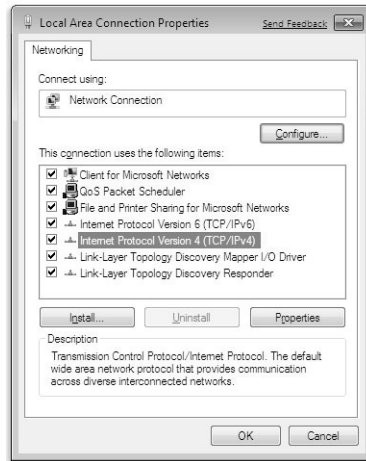 Local Area Connection Properties
Send Feedback
Networking
Connect using:
Network Connection
Configure...
This connection uses the following items:
Client for Microsoft Networks
QoS Packet Scheduler
File and Printer Sharing for Microsoft Networks
Internet Protocol Version 6 (TCP/IPv6)
Internet Protocol Version 4 (TCP/IPv4)
Link-Layer Topology Discovery Mapper I/O Driver
Link-Layer Topology Discovery Responder
Install...
Uninstall
Properties
Description
Transmission Control Protocol/Internet Protocol. The default
wide area network protocol that provides communication
across diverse interconnected networks.
OK
Cancel